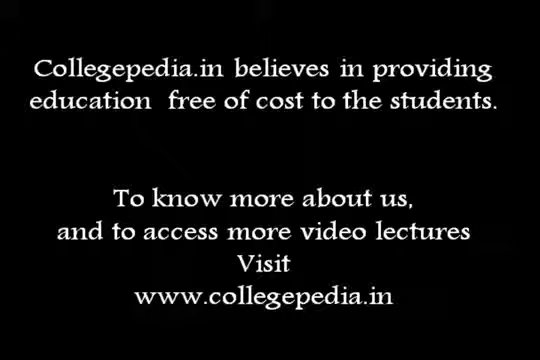 Collegepedia.in believes in providing
education free of cost to the students.
To know more about us,
and to access more video lectures
Visit
www.collegepedia.in